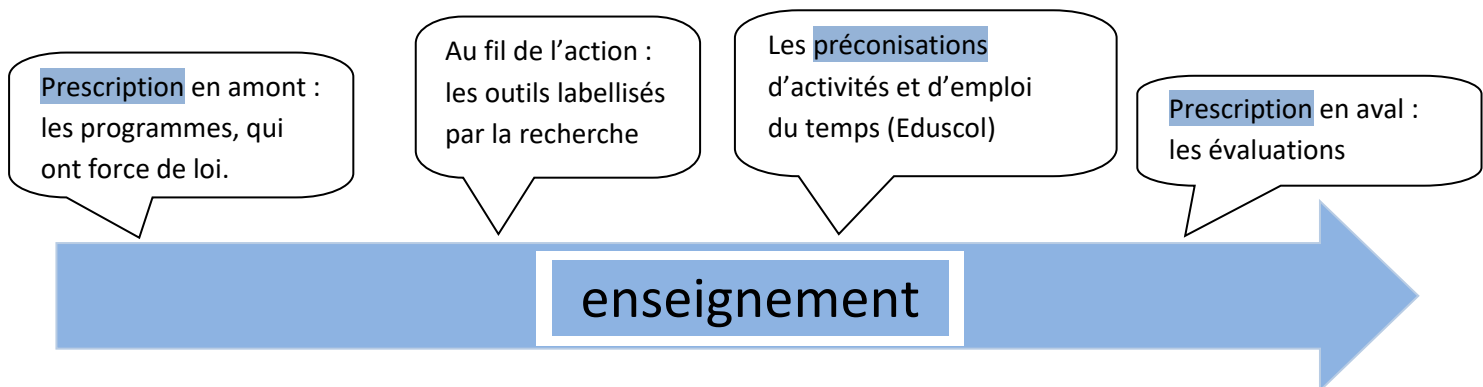 Prescription en amont :
les programmes, qui
ont force de loi.
Au fil de l’action :
les outils labellisés
par la recherche
Les préconisations
d’activités et d’emploi
du temps (Eduscol)
Prescription en aval :
les évaluations
enseignement